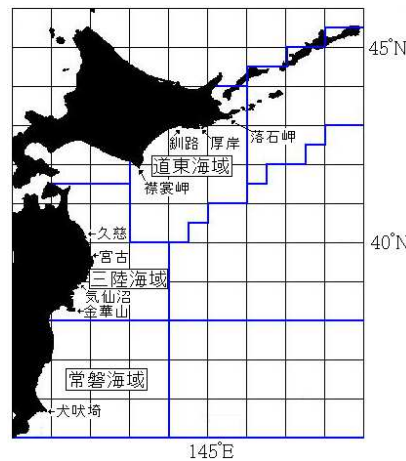 45°N
釧路
厚岸
落石岬
道東海域
襟裳岬
久慈
40°N
宮古
三陸海域
気仙沼
金華山
常磐海域
犬吠埼
145°E